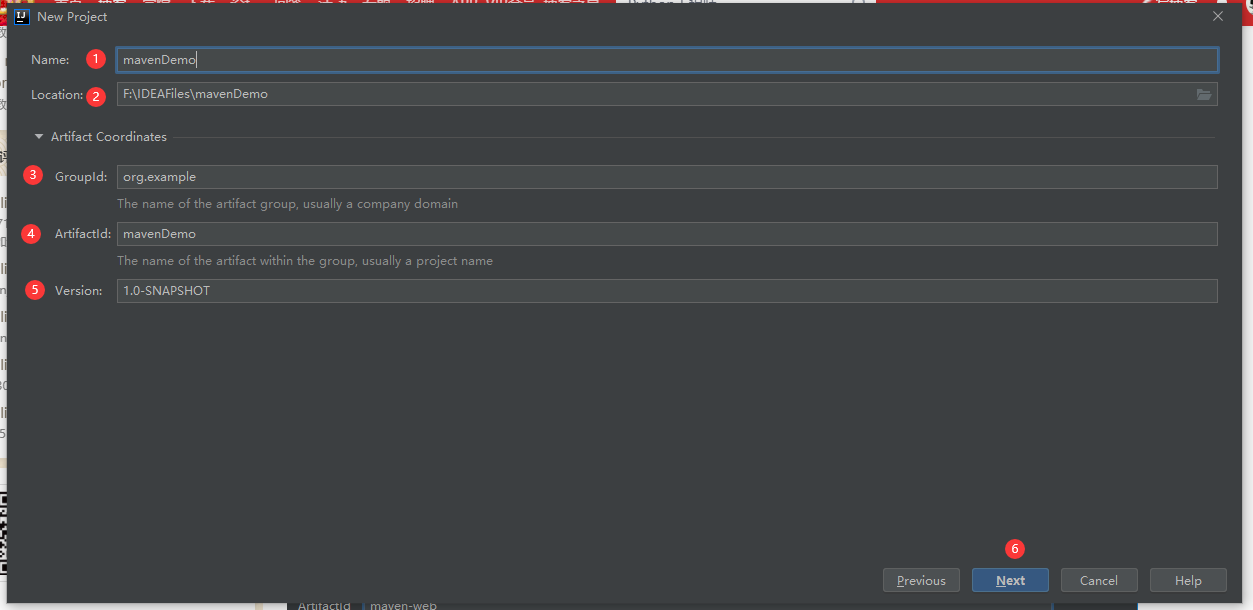 New Project
Name: 1 mavenDemo
Location: 2 F:\IDEAFiles\mavenDemo
Artifact Coordinates
3 GroupId: org.example
The name of the artifact group, usually a company domain
4 ArtifactId: mavenDemo
The name of the artifact within the group, usually a project name
5 Version: 1.0-SNAPSHOT
6
Previous Next Cancel Help
ArtifactId maven-web